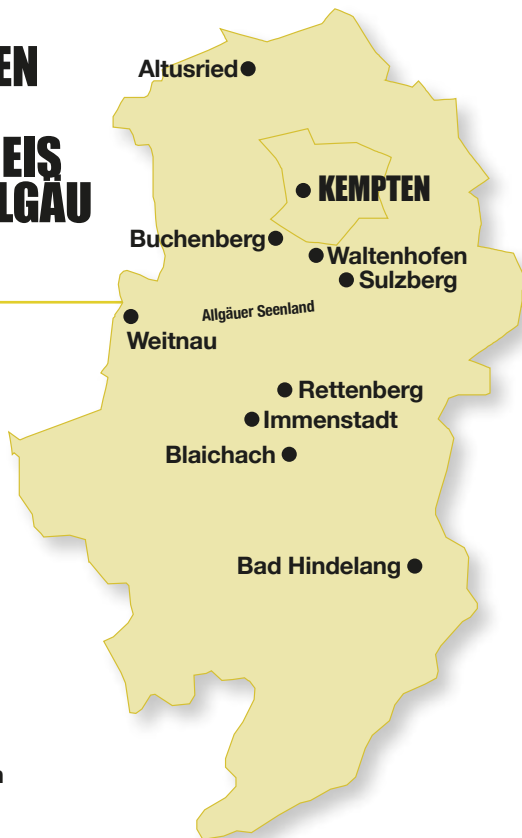 EN
Altusried
EIS
LGÄU
KEMPTEN
Buchenberg
Waltenhofen
Sulzberg
Allgäuer Seenland
Weitnau
Rettenberg
Immenstadt
Blaichach
Bad Hindelang